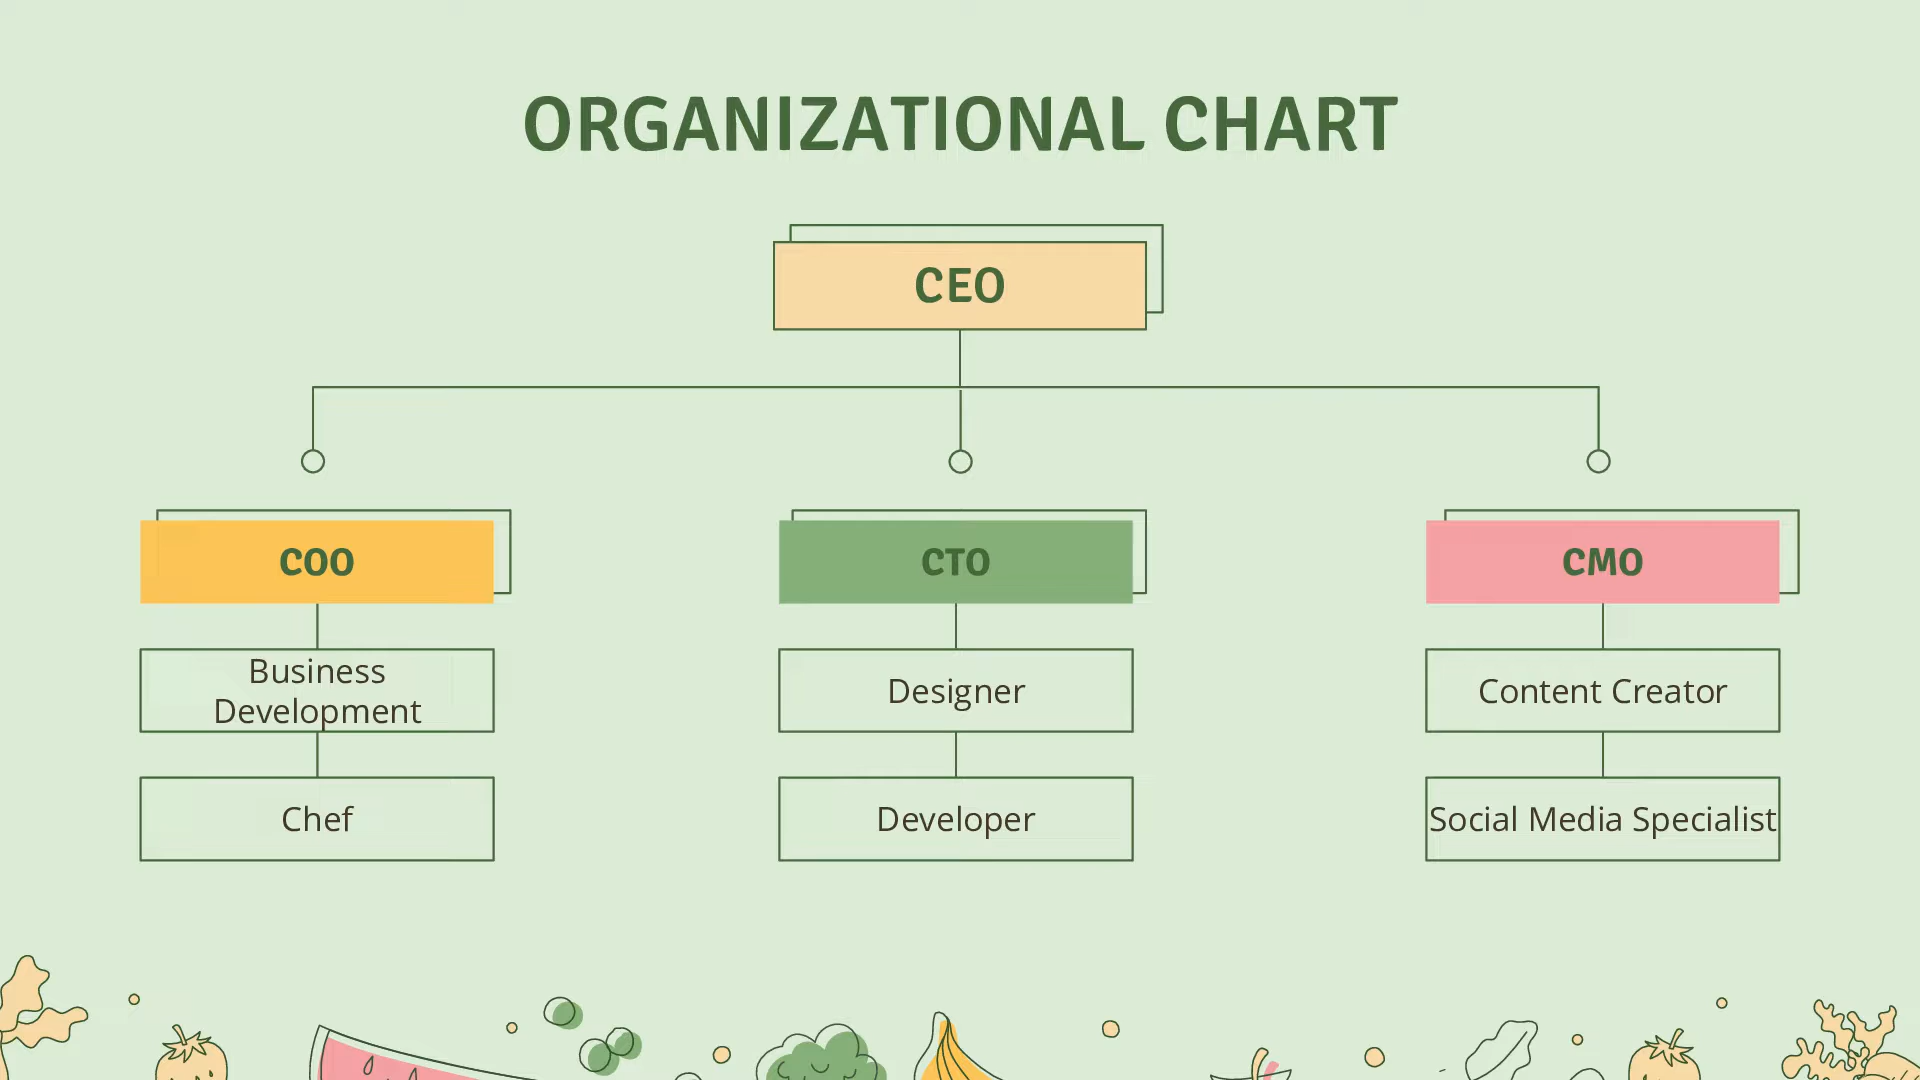 ORGANIZATIONAL CHART
CEO
COO
CTO
CMO
Business
Development
Designer
Content Creator
Chef
Developer
Social Media Specialist